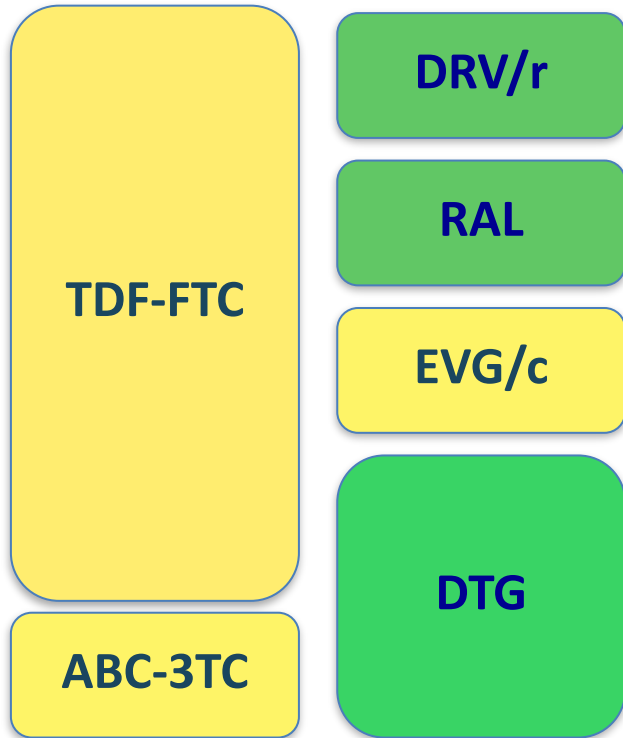 TDF-FTC
ABC-3TC
DRV/r
RAL
EVG/c
DTG